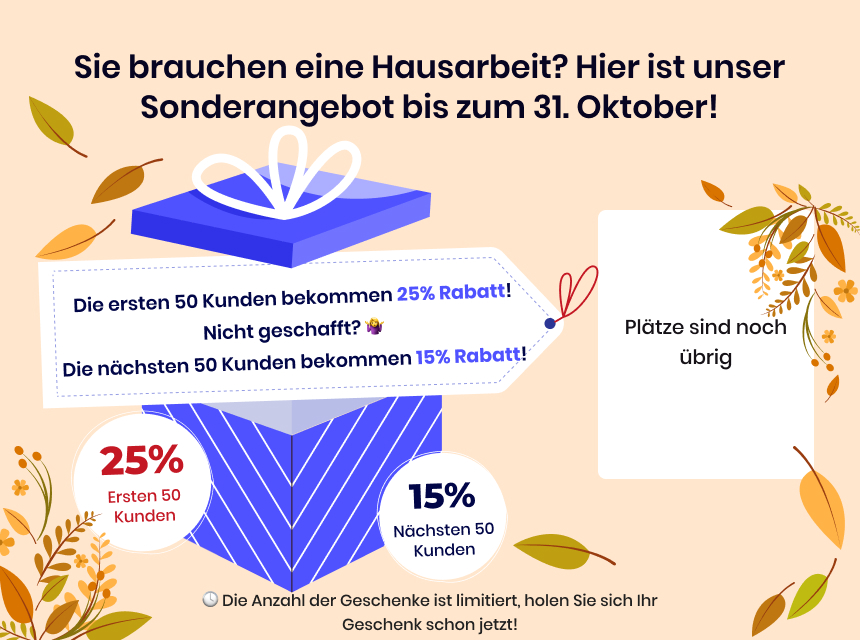 Sie brauchen eine Hausarbeit? Hier ist unser
Sonderangebot bis zum 31. Oktober!
Die ersten 50 Kunden bekommen 25% Rabatt!
Nicht geschafft? 🤷‍♀️
Die nächsten 50 Kunden bekommen 15% Rabatt!
Plätze sind noch
übrig
25%
Ersten 50
Kunden
15%
Nächsten 50
Kunden
🕓 Die Anzahl der Geschenke ist limitiert, holen Sie sich Ihr
Geschenk schon jetzt!